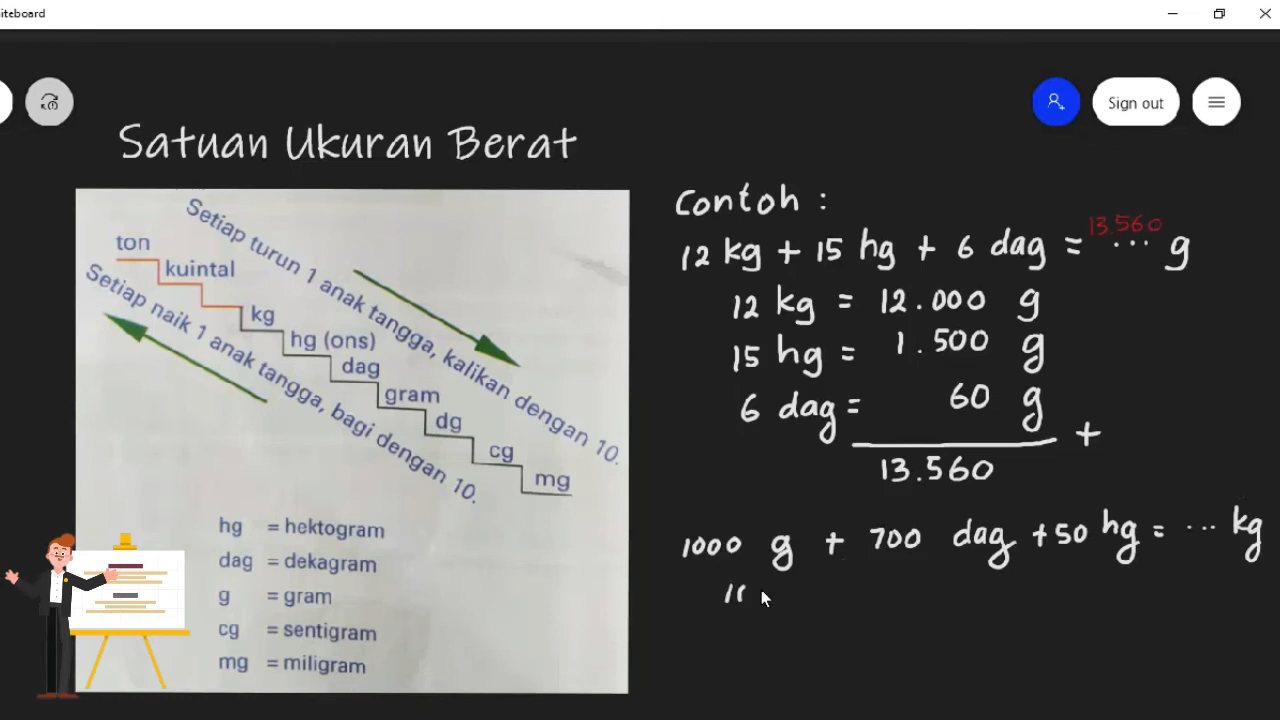 iteboard
Sign out
Satuan Ukuran Berat
Setiap turun 1 anak tangga, kalikan dengan 10.
Setiap naik 1 anak tangga, bagi dengan 10.
ton
kuintal
kg
hg (ons)
dag
gram
dg
cg
mg
hg = hektogram
dag = dekagram
g = gram
cg = sentigram
mg = miligram
Contoh :
13.560
12 kg + 15 hg + 6 dag = ... g
12 kg = 12.000 g
15 hg = 1.500 g
6 dag = 60 g
+
13.560
1000 g + 700 dag + 50 hg = ... kg